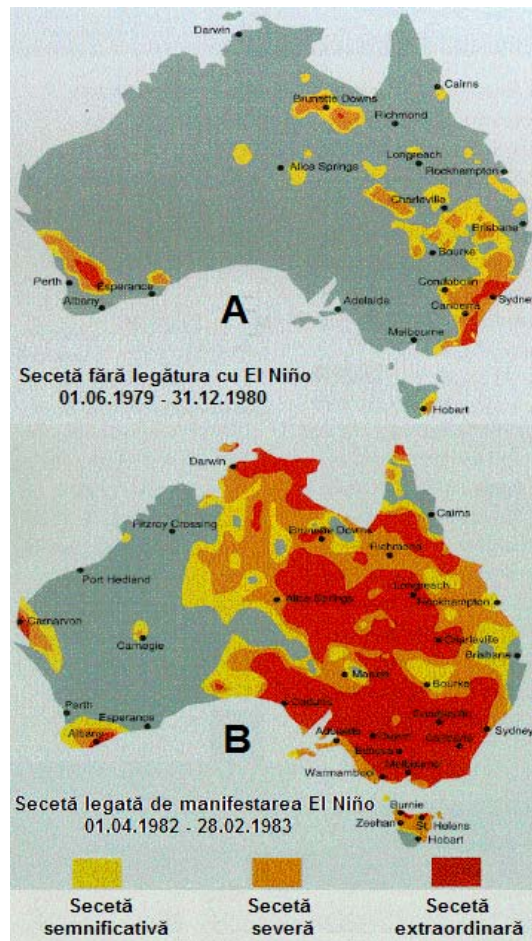 Darwin
Cairns
Brunette Downs
Richmond
Longreach
Alice Springs
Rockhampton
Charleville
Brisbane
Bourke
Perth
Esperance
Condobolin
Sydney
Albany
A
Adelaide
Canberra
Melbourne
Secetă fără legătura cu El Niño
01.06.1979 - 31.12.1980
Hobart
Darwin
Cairns
Fitzroy Crossing
Brunette Downs
Richmond
Port Hedland
Longreach
Alice Springs
Rockhampton
Carnarvon
Charleville
Carnegie
Brisbane
Bourke
Perth
Esperance
Sydney
Albany
B
Adelaide
Melbourne
Secetă legată de manifestarea El Niño
01.04.1982 - 28.02.1983
Burnie
Zeehan
St. Helens
Hobart
Secetă
semnificativă
Secetă
severă
Secetă
extraordinară